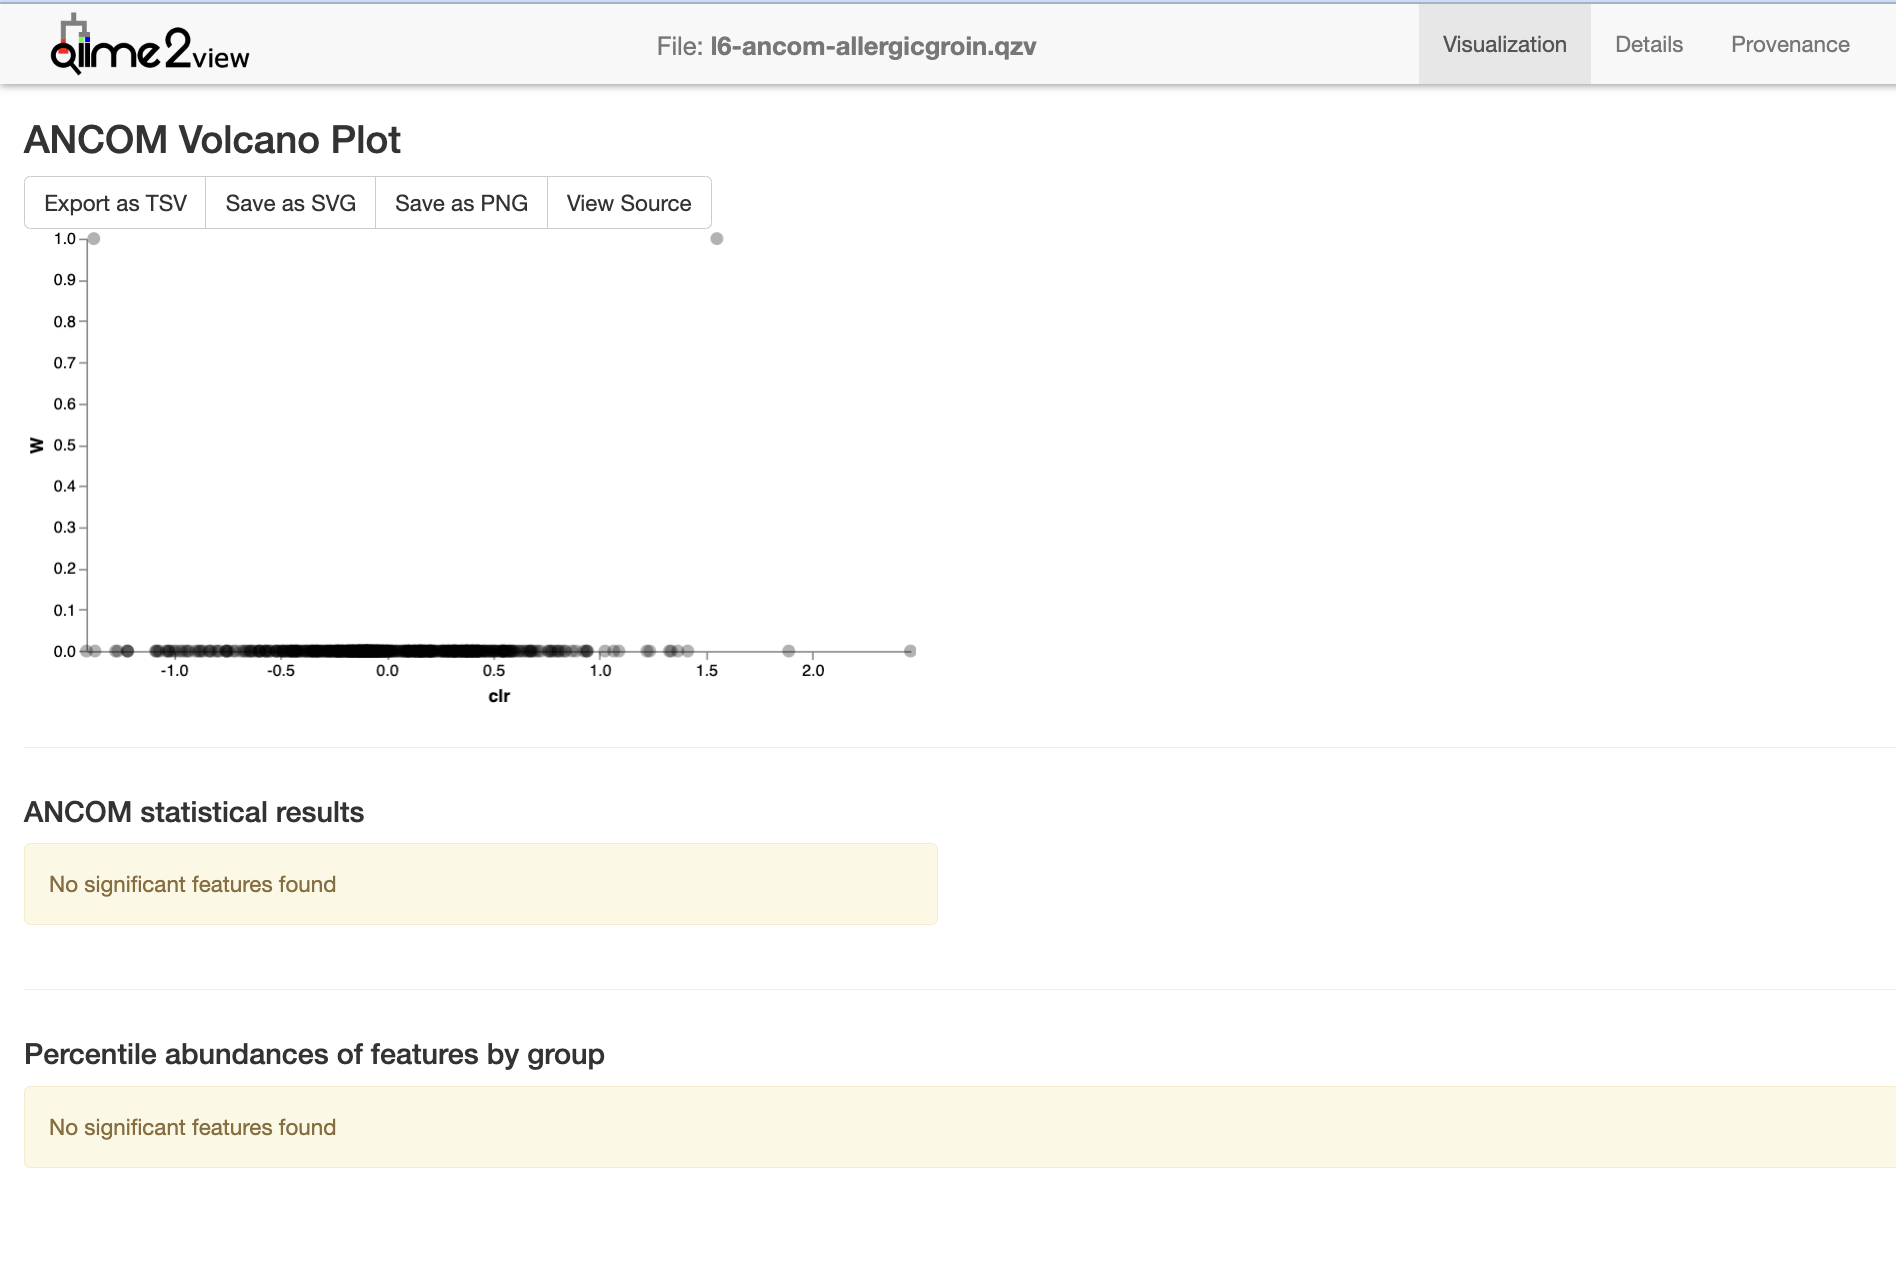 qiime2view
File: l6-ancom-allergicgroin.qzv
Visualization
Details
Provenance
ANCOM Volcano Plot
Export as TSV
Save as SVG
Save as PNG
View Source
1.0
0.9
0.8
0.7
0.6
0.5
0.4
0.3
0.2
0.1
0.0
W
-1.0
-0.5
0.0
0.5
1.0
1.5
2.0
clr
ANCOM statistical results
No significant features found
Percentile abundances of features by group
No significant features found